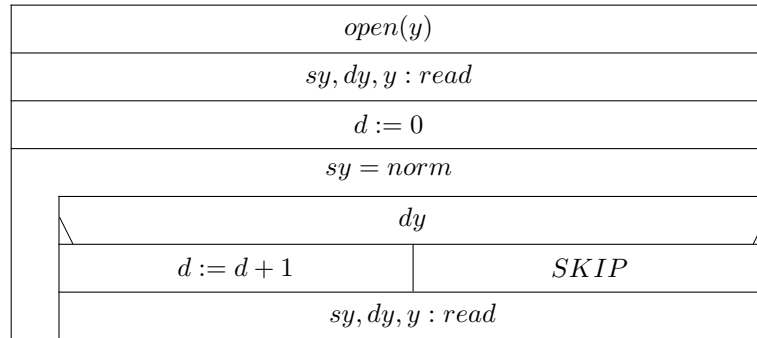 open(y)
sy, dy, y : read
d := 0
sy = norm
dy
d := d + 1
SKIP
sy, dy, y : read